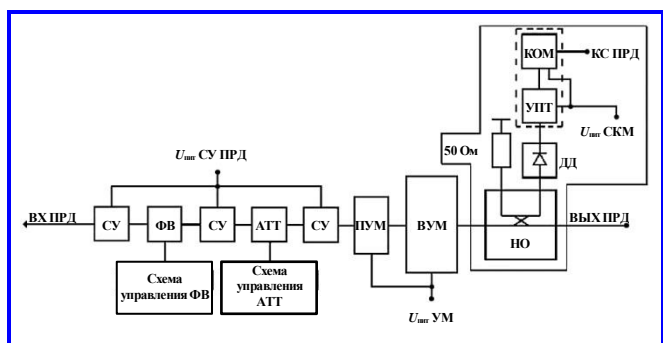 КОМ
КС ПРД
УПТ
Uпит СКМ
50 Ом
ДД
Uпит СУ ПРД
ВХ ПРД
СУ
ФВ
СУ
АТТ
СУ
ПУМ
ВУМ
НО
ВЫХ ПРД
Схема
управления ФВ
Схема
управления
АТТ
Uпит УМ